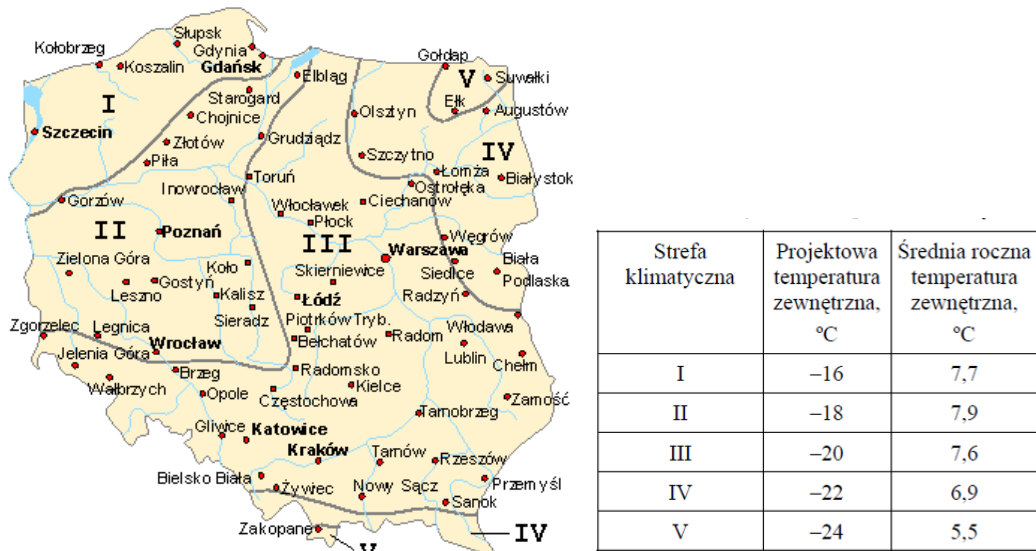 Słupsk
Kołobrzeg
Gdynia
Koszalin
Gdańsk
Elbląg
Gołdap
V
Suwałki
I
Starogard
Chojnice
Olsztyn
Ełk
Augustów
Szczecin
Złotów
Grudziądz
Piła
Szczytno
IV
Łomża
Toruń
Białystok
Inowrocław
Ostrołęka
Gorzów
Włocławek
Ciechanów
Płock
II
Poznań
III
Węgrów
Warszawa
Zielona Góra
Koło
Skierniewice
Siedlce
Biała
Podlaska
Leszno
Gostyń
Kalisz
Łódź
Radzyń
Sieradz
Piotrków Tryb.
Zgorzelec
Legnica
Wrocław
Bełchatów
Radom
Włodawa
Lublin
Chełm
Jelenia Góra
Brzeg
Radomsko
Kielce
Wałbrzych
Opole
Częstochowa
Zamość
Tarnobrzeg
Gliwice
Katowice
Kraków
Tarnów
Rzeszów
Bielsko Biała
Żywiec
Nowy Sącz
Przemyśl
Sanok
Zakopane
IV
V
Strefa
klimatyczna
Projektowa
temperatura
zewnętrzna,
ºC
Średnia roczna
temperatura
zewnętrzna,
ºC
I –16 7,7
II –18 7,9
III –20 7,6
IV –22 6,9
V –24 5,5